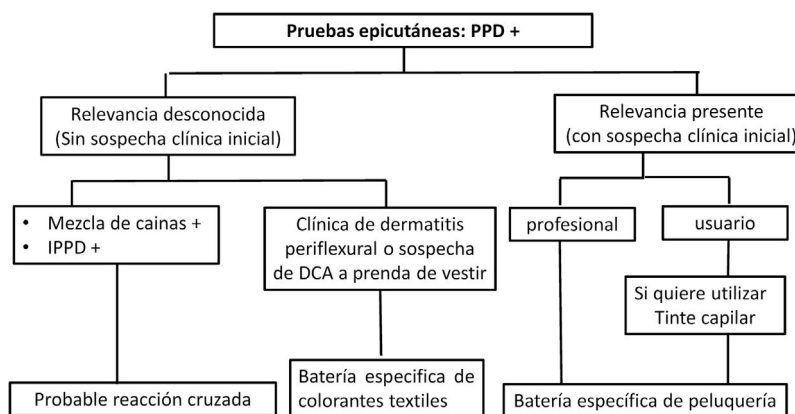 Pruebas epicutáneas: PPD +
Relevancia desconocida
(Sin sospecha clínica inicial)
Relevancia presente
(con sospecha clínica inicial)
• Mezcla de cainas +
• IPPD +
Clínica de dermatitis
periflexural o sospecha
de DCA a prenda de vestir
profesional
usuario
Si quiere utilizar
Tinte capilar
Probable reacción cruzada
Batería especifica de
colorantes textiles
Batería específica de peluquería